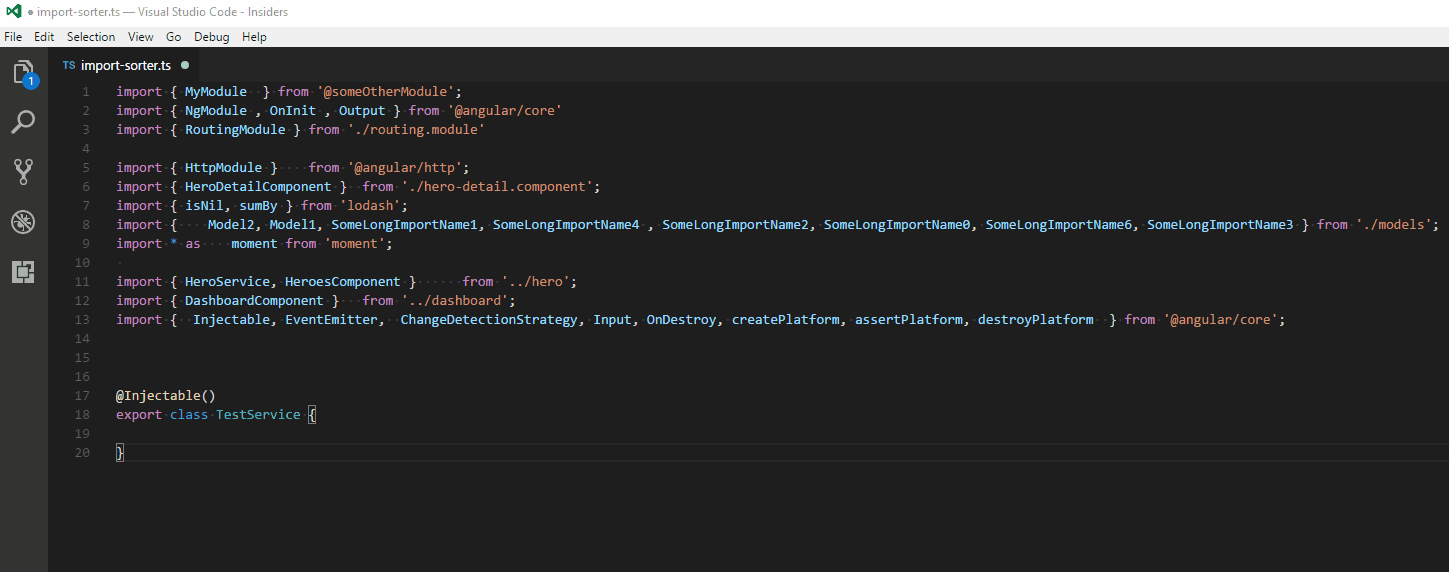 ● import-sorter.ts — Visual Studio Code - Insiders
File Edit Selection View Go Debug Help
TS import-sorter.ts ●
1
1 import { MyModule  } from '@someOtherModule';
2 import { NgModule , OnInit , Output } from '@angular/core'
3 import { RoutingModule } from './routing.module'
4
5 import { HttpModule }    from '@angular/http';
6 import { HeroDetailComponent }  from './hero-detail.component';
7 import { isNil, sumBy } from 'lodash';
8 import {    Model2, Model1, SomeLongImportName1, SomeLongImportName4 , SomeLongImportName2, SomeLongImportName0, SomeLongImportName6, SomeLongImportName3 } from './models';
9 import * as    moment from 'moment';
10
11 import { HeroService, HeroesComponent }      from '../hero';
12 import { DashboardComponent }   from '../dashboard';
13 import {  Injectable, EventEmitter,  ChangeDetectionStrategy, Input, OnDestroy, createPlatform, assertPlatform, destroyPlatform  } from '@angular/core';
14
15
16
17 @Injectable()
18 export class TestService {
19
20 }